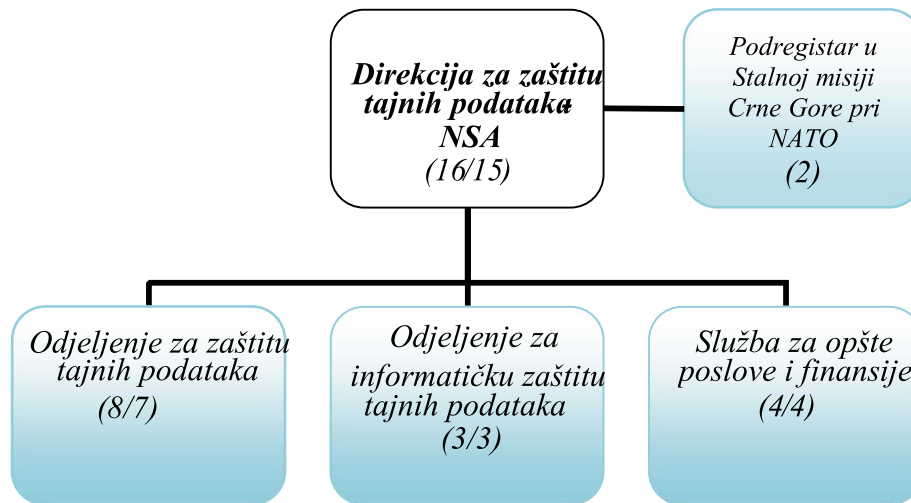 Direkcija za zaštitu
tajnih podataka-
NSA
(16/15)
Podregistar u
Stalnoj misiji
Crne Gore pri
NATO
(2)
Odjeljenje za zaštitu
tajnih podataka
(8/7)
Odjeljenje za
informatičku zaštitu
tajnih podataka
(3/3)
Služba za opšte
poslove i finansije
(4/4)